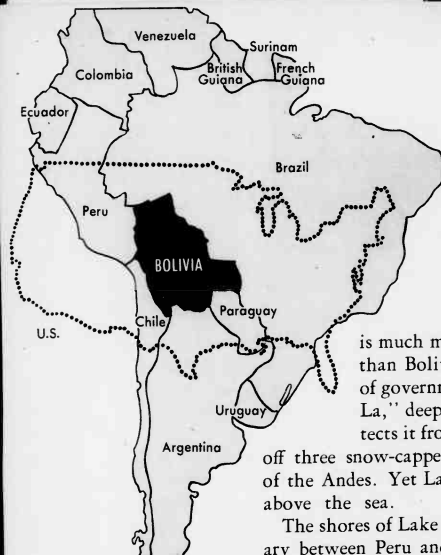 Venezuela
Surinam
Colombia
British
Guiana
French
Guiana
Ecuador
Brazil
Peru
BOLIVIA
U.S.
Chile
Paraguay
Uruguay
Argentina
is much m
than Boliv
of governm
La," deep
tects it fro
off three snow-cappe
of the Andes. Yet La
above the sea.
The shores of Lake
ary between Peru and